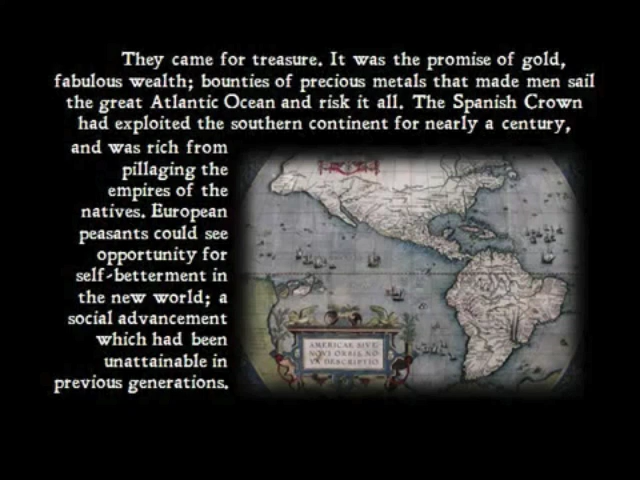 They came for treasure. It was the promise of gold,
fabulous wealth; bounties of precious metals that made men sail
the great Atlantic Ocean and risk it all. The Spanish Crown
had exploited the southern continent for nearly a century,
and was rich from
pillaging the
empires of the
natives. European
peasants could see
opportunity for
self-betterment in
the new world; a
social advancement
which had been
unattainable in
previous generations.
AMERICAE SIVE
NOVI ORBIS, NO-
VA DESCRIPTIO